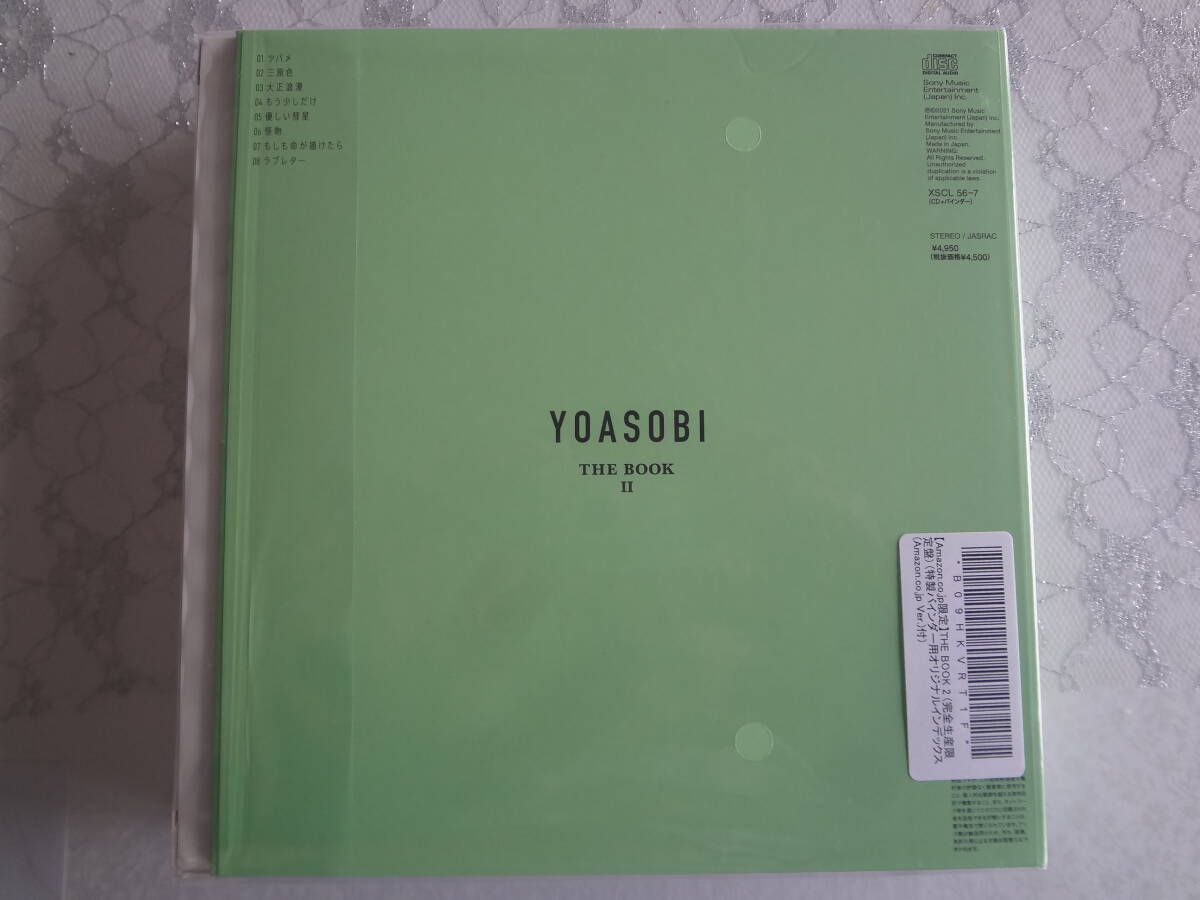 01 ツバメ
02 三原色
03 大正浪漫
04 もう少しだけ
05 優しい彗星
06 怪物
07 もしも命が描けたら
08 ラブレター
COMPACT
disc
DIGITAL AUDIO
Sony Music
Entertainment
(Japan) Inc.
℗©2021 Sony Music
Entertainment (Japan) Inc.
Manufactured by
Sony Music Entertainment
(Japan) Inc.
Made in Japan.
WARNING:
All Rights Reserved.
Unauthorized
duplication is a violation
of applicable laws.
XSCL 56-7
(CD+バインダー)
STEREO / JASRAC
¥4,950
(税抜価格¥4,500)
YOASOBI
THE BOOK
II
*B09HKVRT1F*
【Amazon.co.jp限定】THE BOOK 2 (完全生産限
定盤) (特製バインダー用オリジナルインデックス
(Amazon.co.jp Ver.)付)